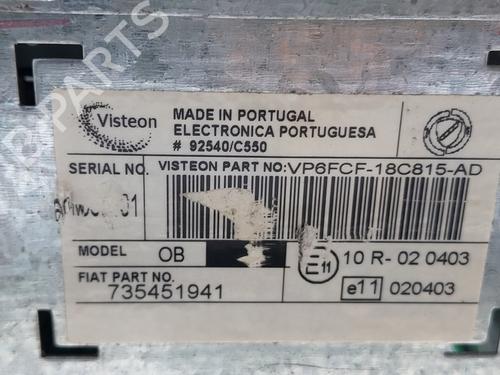 Visteon
MADE IN PORTUGAL
ELECTRONICA PORTUGUESA
# 92540/C550
SERIAL NO.
VISTEON PART NO:VP6FCF-18C815-AD
MODEL OB
E11 10 R- 02 0403
FIAT PART NO.
735451941
e11 020403